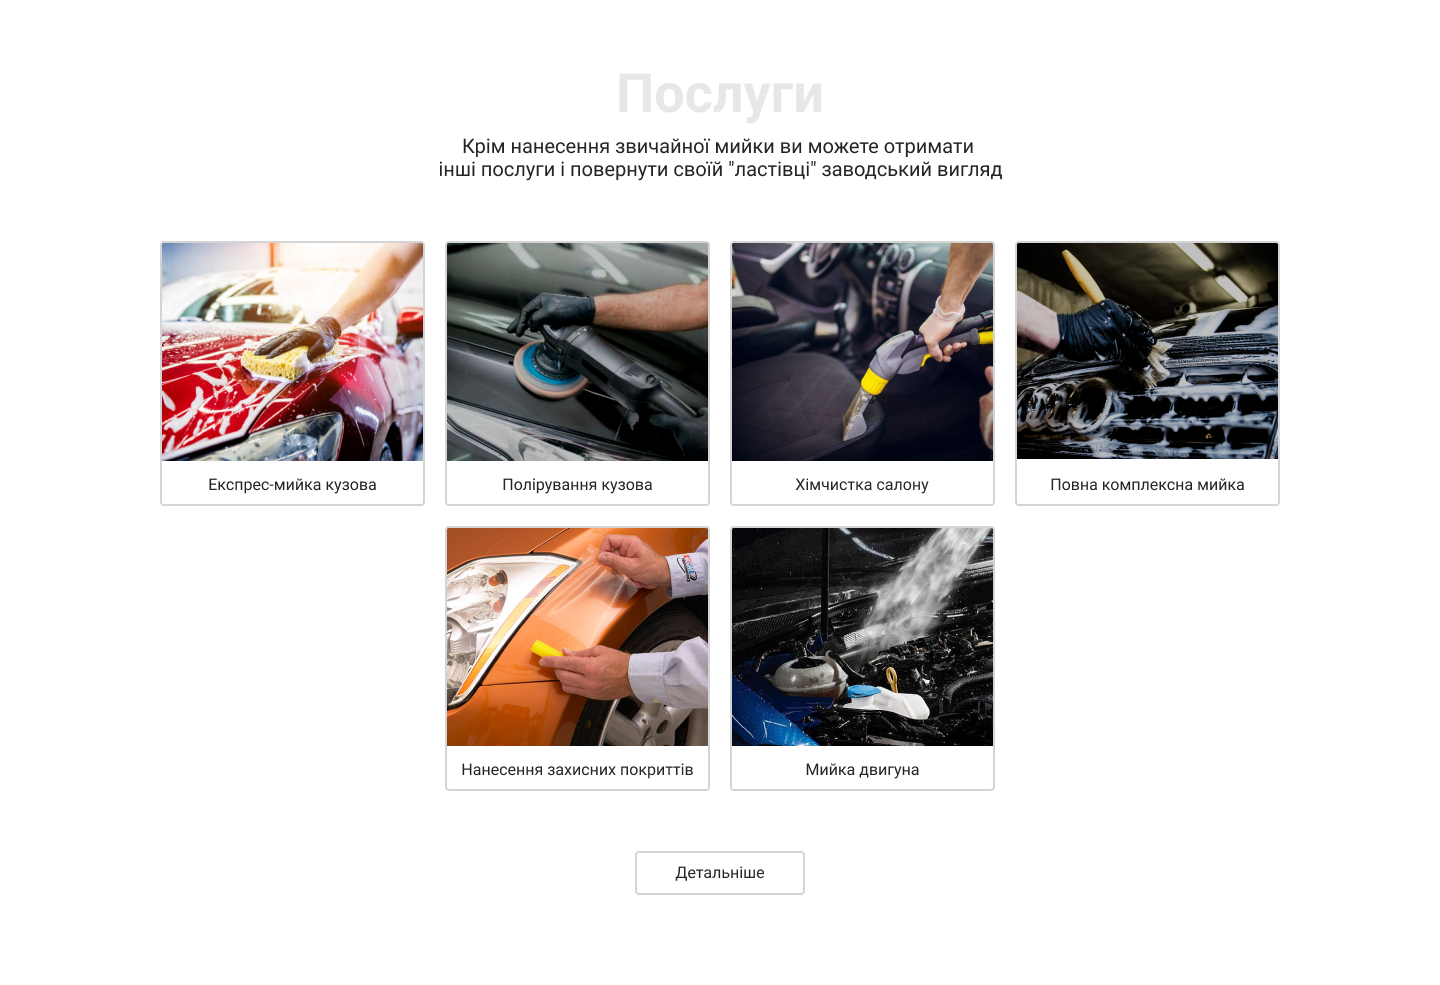 Послуги
Крім нанесення звичайної мийки ви можете отримати
інші послуги і повернути своїй "ластівці" заводський вигляд
Експрес-мийка кузова
Полірування кузова
Хімчистка салону
Повна комплексна мийка
Нанесення захисних покриттів
Мийка двигуна
Детальніше